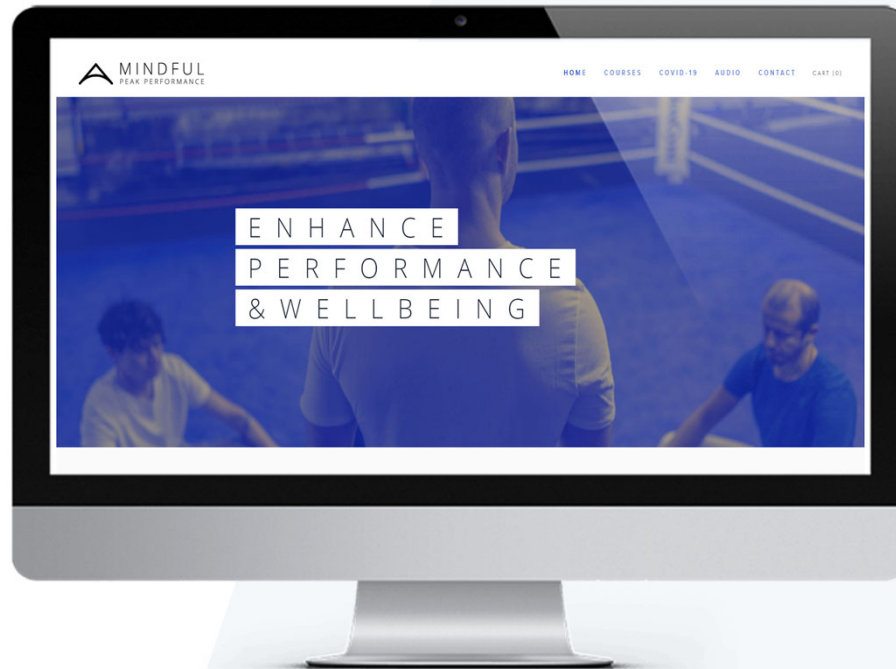 MINDFUL
PEAK PERFORMANCE
HOME COURSES COVID-19 AUDIO CONTACT CART (0)
ENHANCE
PERFORMANCE
&WELLBEING